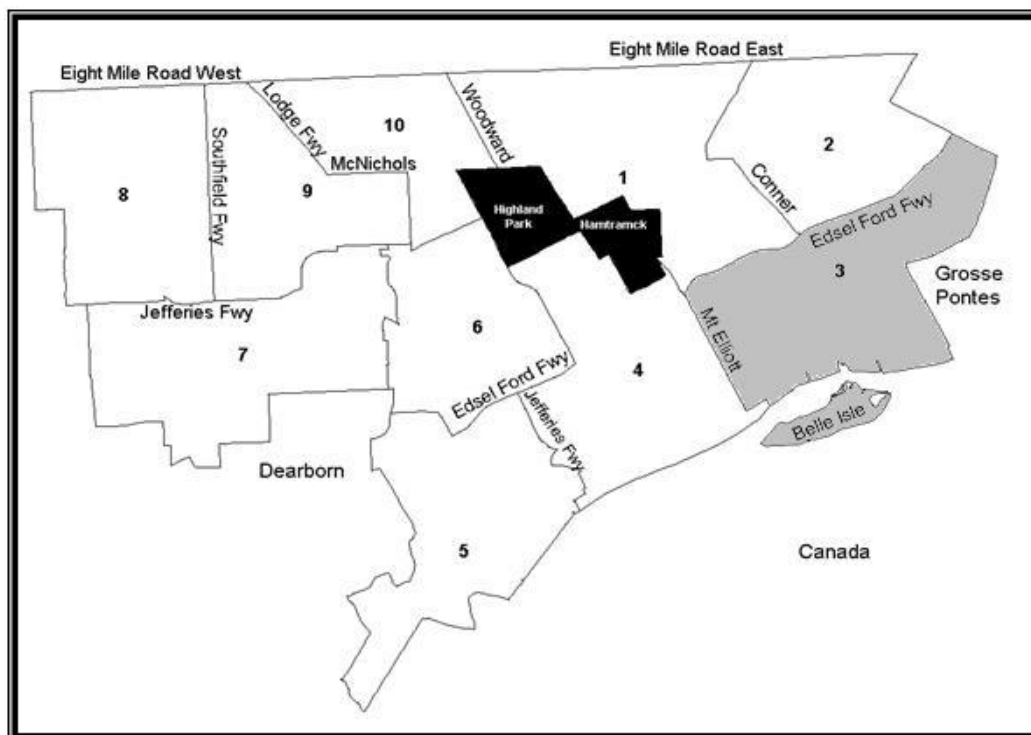 Eight Mile Road East
Eight Mile Road West
Lodge Fwy
Woodward
10
2
Southfield Fwy
McNichols
1
8
9
Conner
Highland
Park
Hamtramck
Edsel Ford Fwy
3
Grosse
Pontes
Jefferies Fwy
6
Mt Elliott
7
4
Edsel Ford Fwy
Jefferies Fwy
Belle Isle
Dearborn
5
Canada